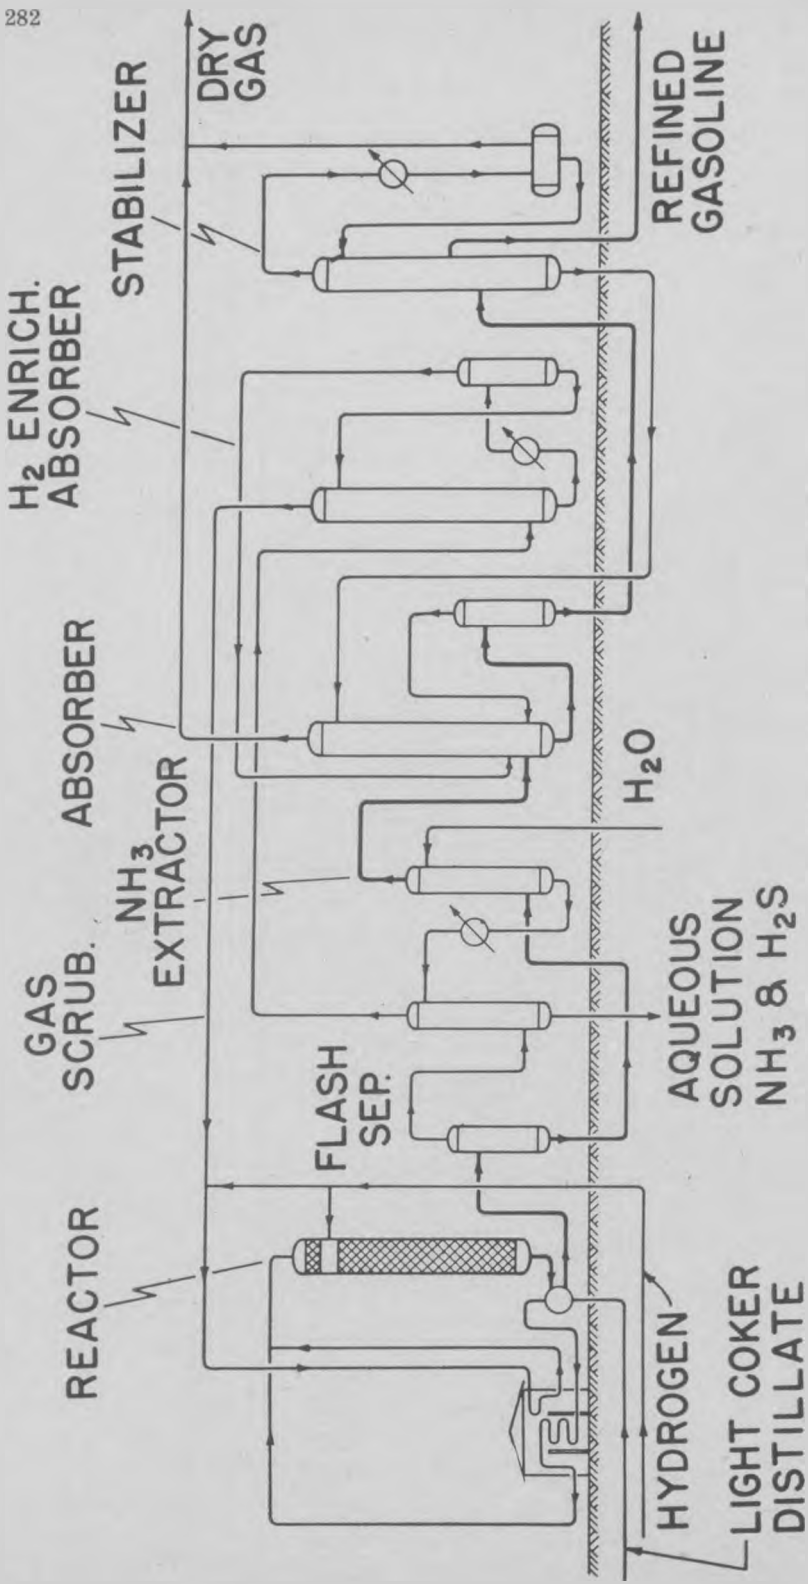 282
REACTOR
GAS
SCRUB.
NH3
EXTRACTOR
ABSORBER
H2 ENRICH.
ABSORBER
STABILIZER
DRY
GAS
FLASH
SEP.
HYDROGEN
LIGHT COKER
DISTILLATE
AQUEOUS
SOLUTION
NH3 & H2S
H2O
REFINED
GASOLINE